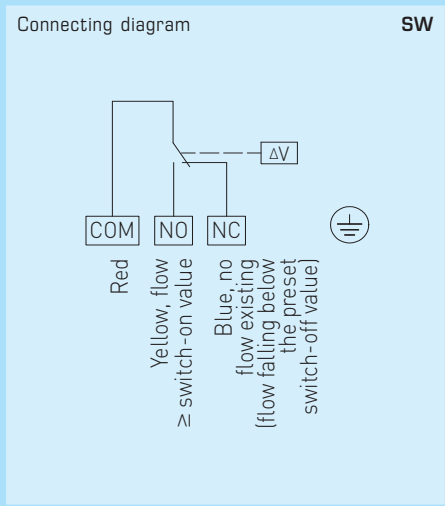 Connecting diagram
SW
ΔV
COM
NO
NC
Red
Yellow, flow
≥ switch-on value
Blue, no
flow existing
(flow falling below
the preset
switch-off value)